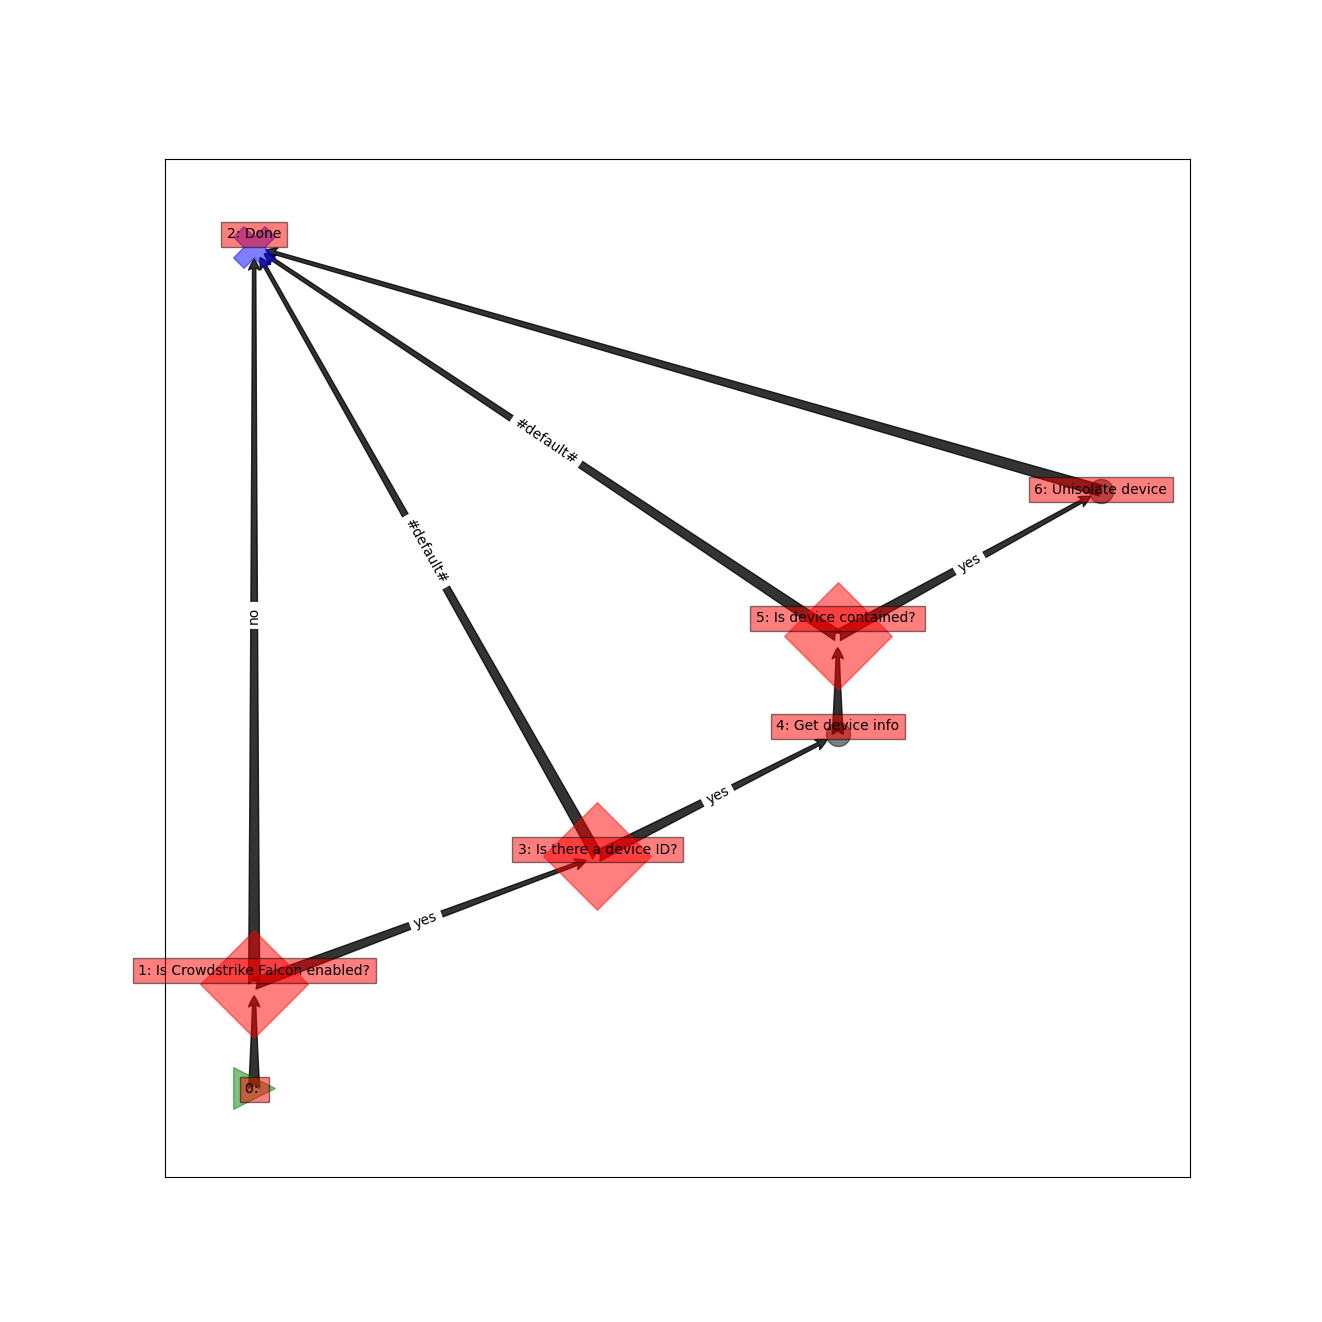 2: Done
#default#
6: Unisolate device
#default#
yes
no
5: Is device contained?
4: Get device info
yes
3: Is there a device ID?
yes
1: Is Crowdstrike Falcon enabled?
0: